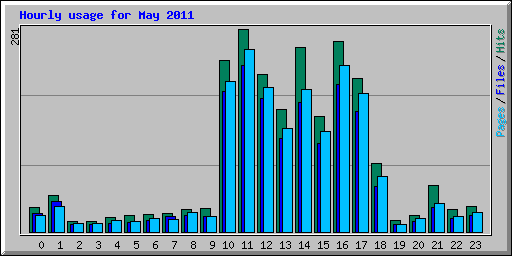 Hourly usage for May 2011
281
Pages/Files/Hits
0 1 2 3 4 5 6 7 8 9 10 11 12 13 14 15 16 17 18 19 20 21 22 23